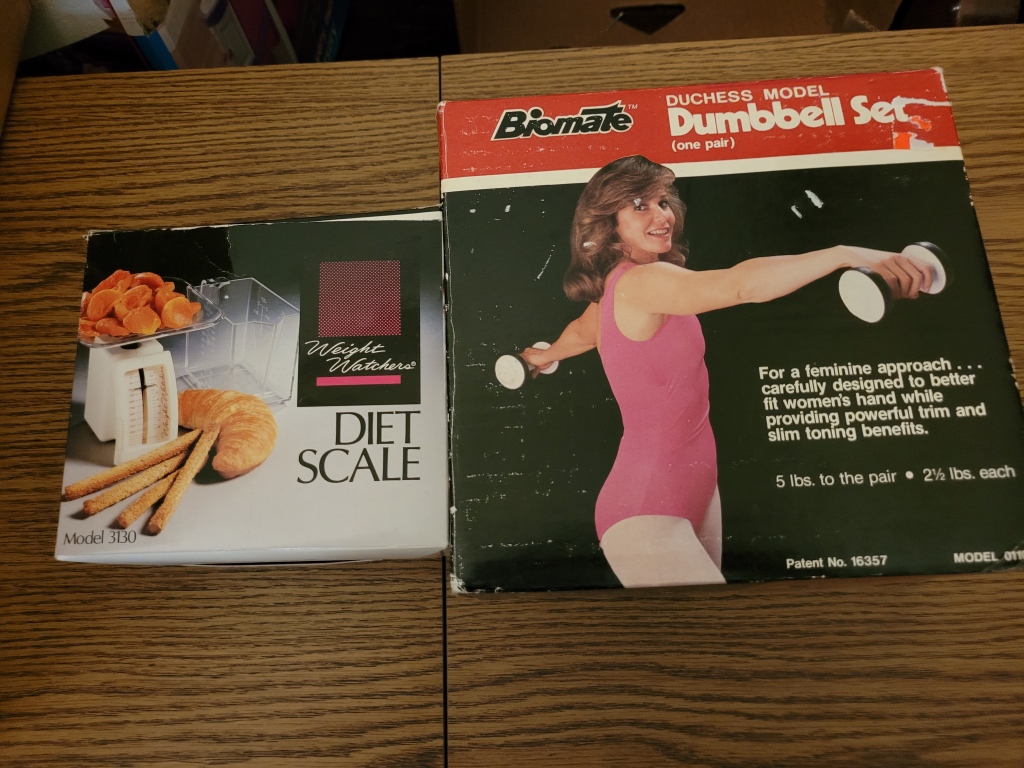 Weight
Watchers®
DIET
SCALE
Model 3130
BiomaTe™
DUCHESS MODEL
Dumbbell Set
(one pair)
For a feminine approach . . .
carefully designed to better
fit women's hand while
providing powerful trim and
slim toning benefits.
5 lbs. to the pair • 2½ lbs. each
Patent No. 16357
MODEL